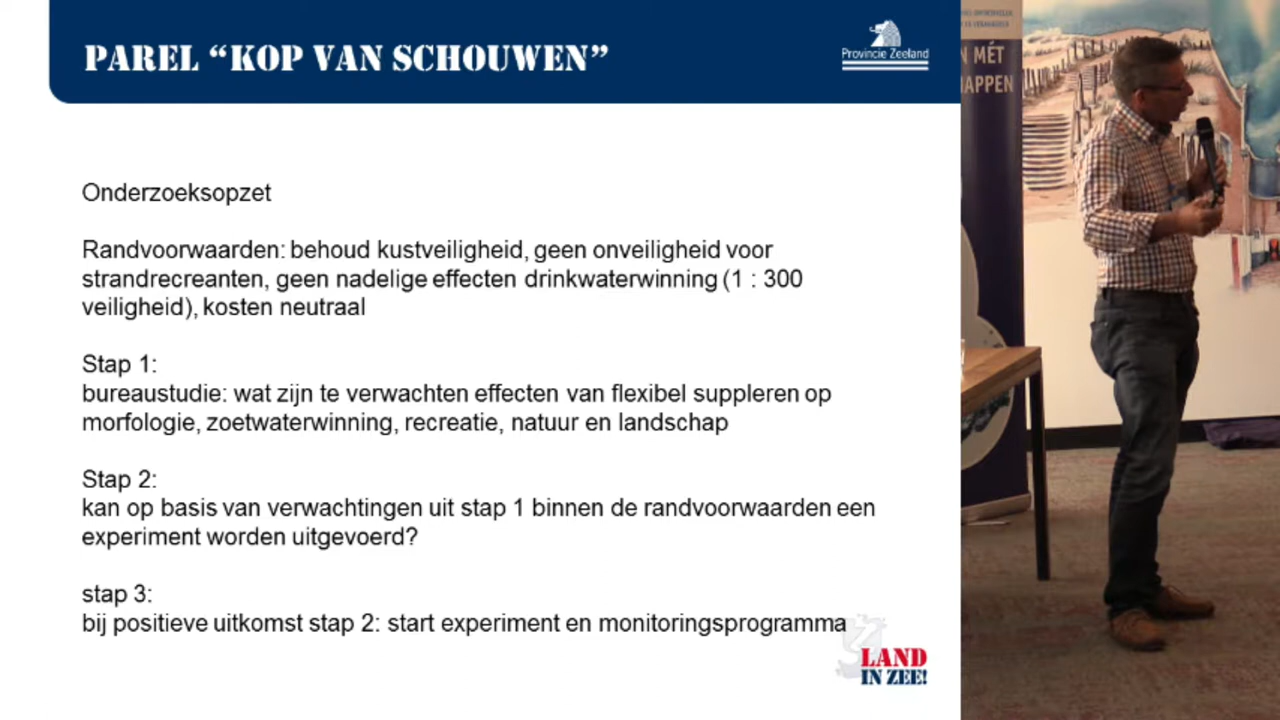 PAREL “KOP VAN SCHOUWEN”
Provincie Zeeland
Onderzoeksopzet
Randvoorwaarden: behoud kustveiligheid, geen onveiligheid voor
strandrecreanten, geen nadelige effecten drinkwaterwinning (1 : 300
veiligheid), kosten neutraal
Stap 1:
bureaustudie: wat zijn te verwachten effecten van flexibel suppleren op
morfologie, zoetwaterwinning, recreatie, natuur en landschap
Stap 2:
kan op basis van verwachtingen uit stap 1 binnen de randvoorwaarden een
experiment worden uitgevoerd?
stap 3:
bij positieve uitkomst stap 2: start experiment en monitoringsprogramma
LAND
IN ZEE!
N MÉT
APPEN